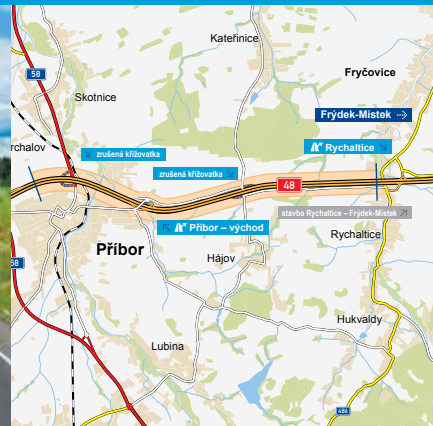 Kateřinice
Fryčovice
58
Skotnice
Frýdek-Místek
rchalov
zrušená křižovatka
Rychaltice
zrušená křižovatka
48
stavba Rychaltice – Frýdek-Místek
Příbor – východ
Rychaltice
Příbor
Hájov
58
Hukvaldy
Lubina
486